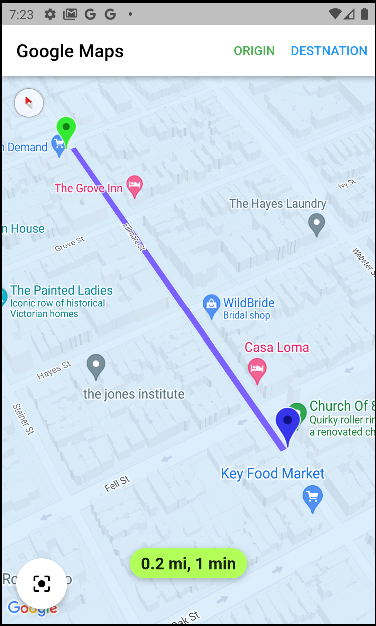 7:23
Google Maps
ORIGIN
DESTNATION
n Demand
The Grove Inn
Ivy St
The Hayes Laundry
n House
Grove St
Webster St
The Painted Ladies
Iconic row of historical
Victorian homes
WildBride
Bridal shop
Casa Loma
Hayes St
the jones institute
Steiner St
Church Of 8
Quirky roller rin
a renovated ch
Key Food Market
Fell St
0.2 mi, 1 min
Google
Oak St